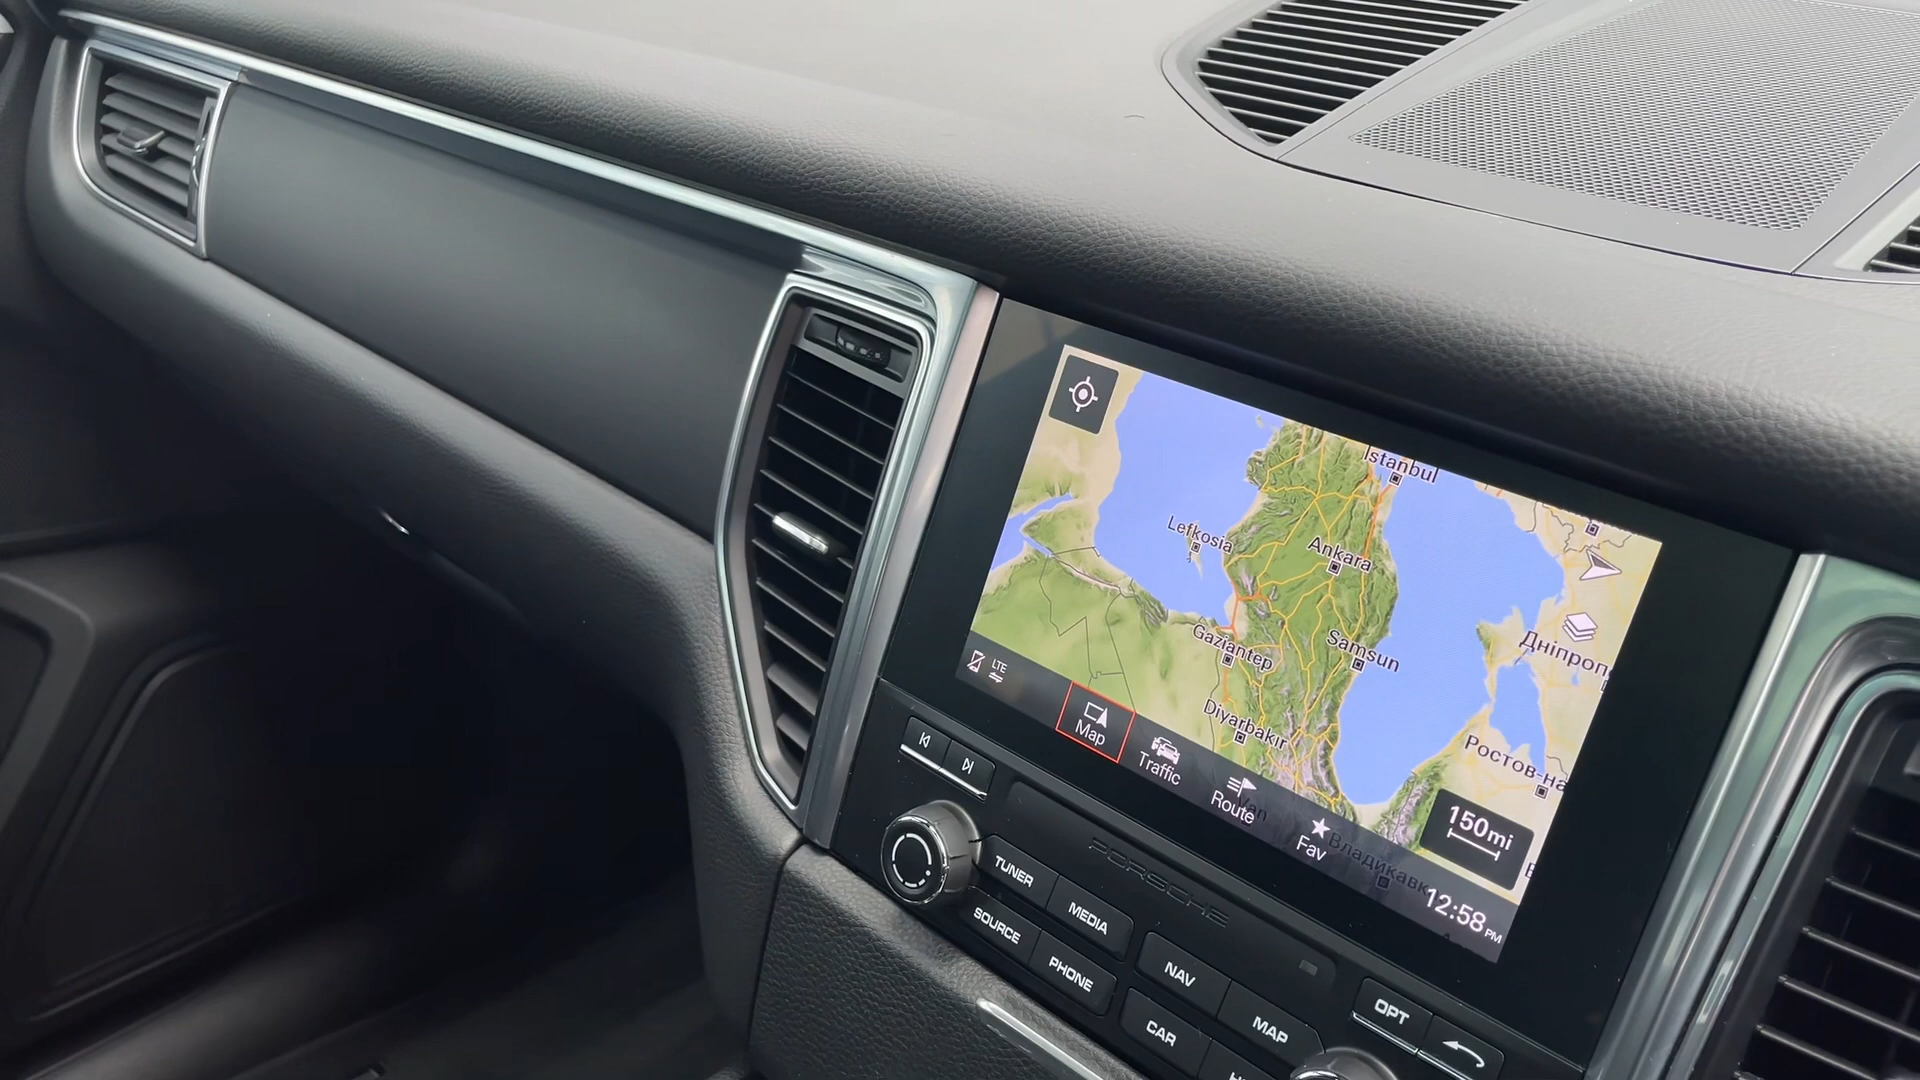 Istanbul
Lefkosia
Ankara
Gaziantep
Samsun
Дніпроп
Diyarbakır
Ростов-на
LTE
Map
Traffic
Route
Van
Fav
Владикавк
150mi
12:58 PM
PORSCHE
TUNER
MEDIA
SOURCE
PHONE
NAV
MAP
CAR
OPT